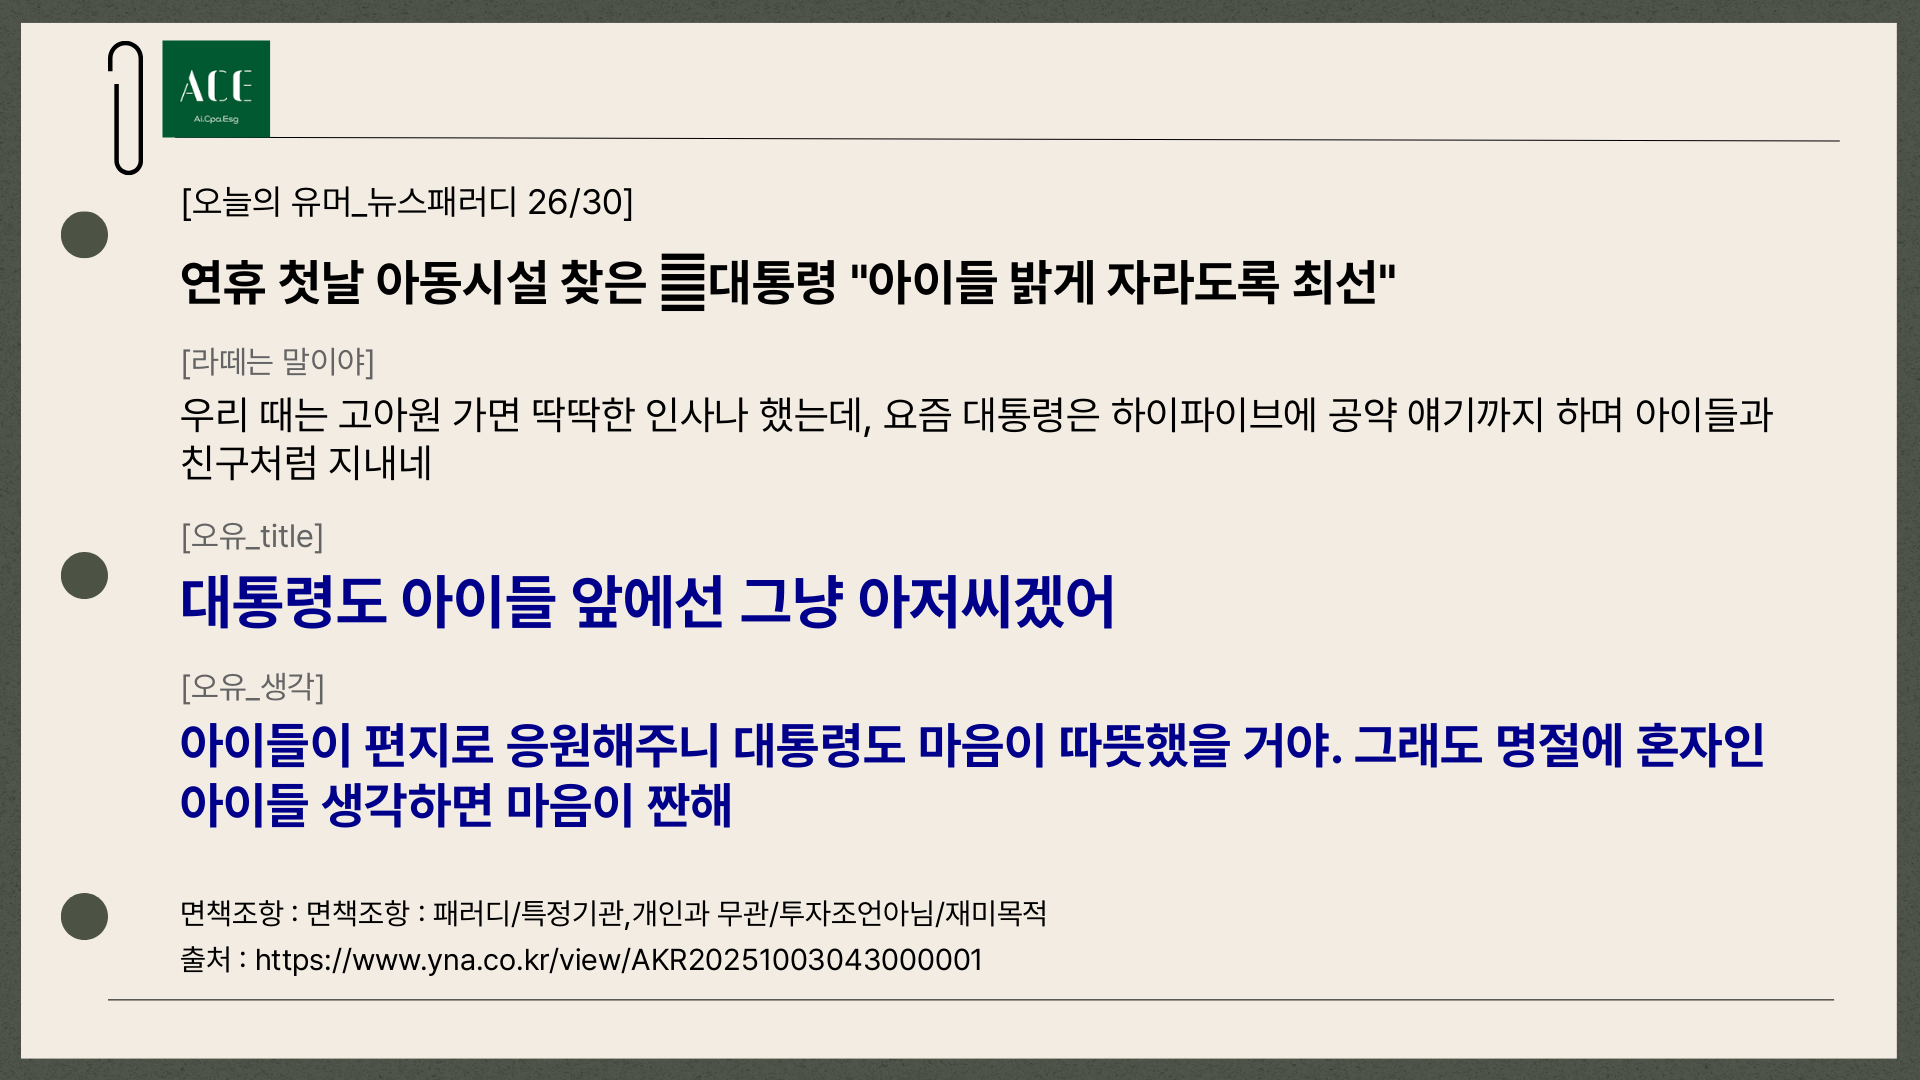 ACE
Ai.Cpa.Esg
[오늘의 유머_뉴스패러디 26/30]
연휴 첫날 아동시설 찾은 대통령 "아이들 밝게 자라도록 최선"
[라떼는 말이야]
우리 때는 고아원 가면 딱딱한 인사나 했는데, 요즘 대통령은 하이파이브에 공약 얘기까지 하며 아이들과
친구처럼 지내네
[오유_title]
대통령도 아이들 앞에선 그냥 아저씨겠어
[오유_생각]
아이들이 편지로 응원해주니 대통령도 마음이 따뜻했을 거야. 그래도 명절에 혼자인
아이들 생각하면 마음이 짠해
면책조항 : 면책조항 : 패러디/특정기관,개인과 무관/투자조언아님/재미목적
출처 : https://www.yna.co.kr/view/AKR20251003043000001